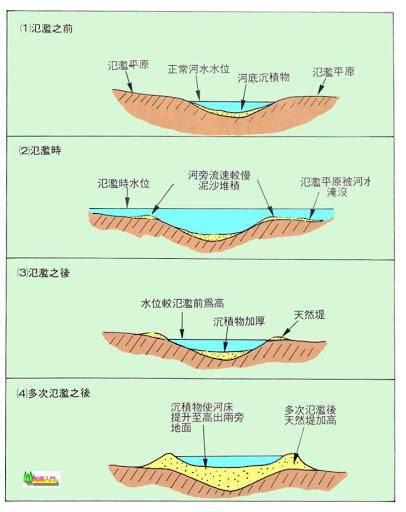 (1)氾濫之前
氾濫平原
正常河水水位
河底沉積物
氾濫平原
(2)氾濫時
氾濫時水位
河旁流速較慢
泥沙堆積
氾濫平原被河水
淹沒
(3)氾濫之後
水位較氾濫前爲高
沉積物加厚
天然堤
(4)多次氾濫之後
沉積物使河床
提升至高出兩旁
地面
多次氾濫後
天然堤加高